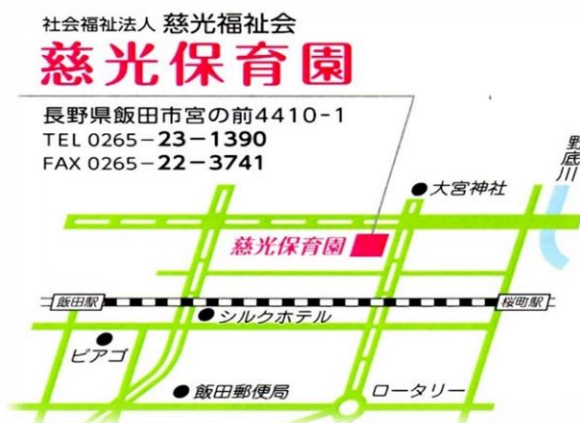 社会福祉法人 慈光福祉会
慈光保育園
長野県飯田市宮の前4410-1
TEL 0265-23-1390
FAX 0265-22-3741
野底川
大宮神社
慈光保育園
飯田駅
桜町駅
シルクホテル
ピアゴ
飯田郵便局
ロータリー